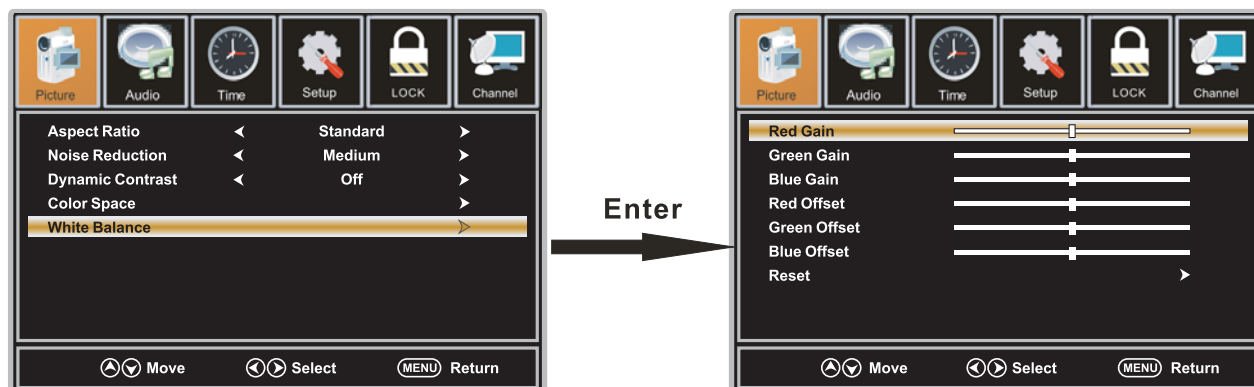 Picture Audio Time Setup LOCK Channel
Aspect Ratio Standard
Noise Reduction Medium
Dynamic Contrast Off
Color Space
White Balance
Move Select MENU Return
Enter
Picture Audio Time Setup LOCK Channel
Red Gain
Green Gain
Blue Gain
Red Offset
Green Offset
Blue Offset
Reset
Move Select MENU Return